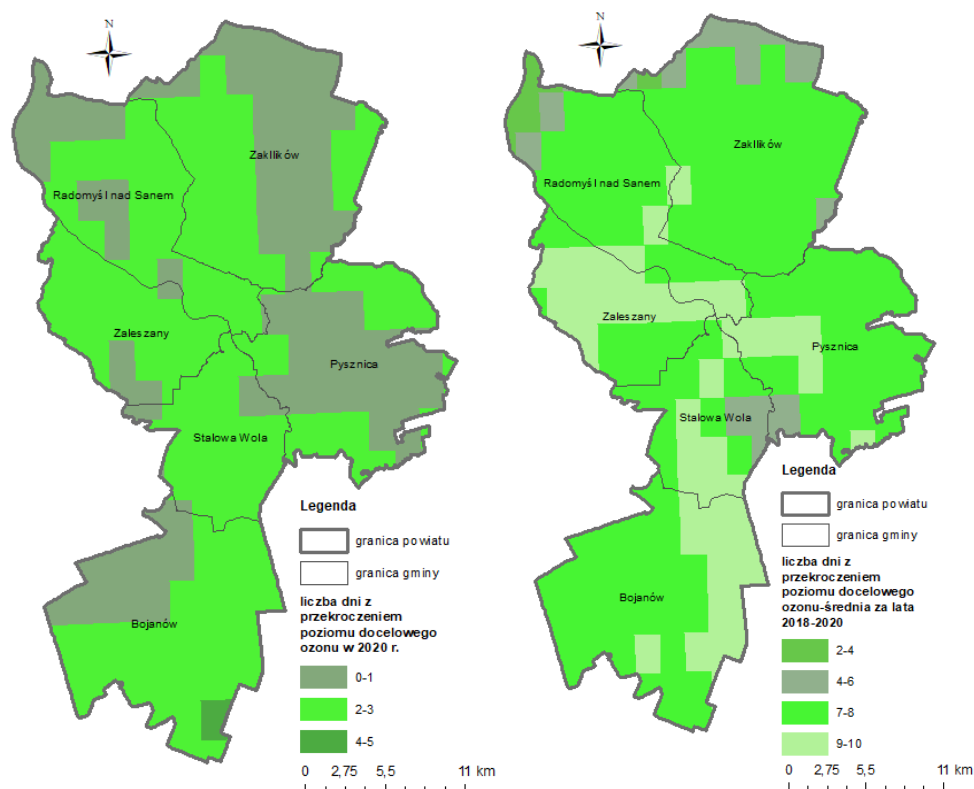 N
Zaklików
Radomyśl nad Sanem
Zaleszany
Pysznica
Stalowa Wola
Bojanów
Legenda
granica powiatu
granica gminy
liczba dni z
przekroczeniem
poziomu docelowego
ozonu w 2020 r.
0-1
2-3
4-5
0 2,75 5,5 11 km
N
Zaklików
Radomyśl nad Sanem
Zaleszany
Pysznica
Stalowa Wola
Bojanów
Legenda
granica powiatu
granica gminy
liczba dni z
przekroczeniem
poziomu docelowego
ozonu-średnia za lata
2018-2020
2-4
4-6
7-8
9-10
0 2,75 5,5 11 km